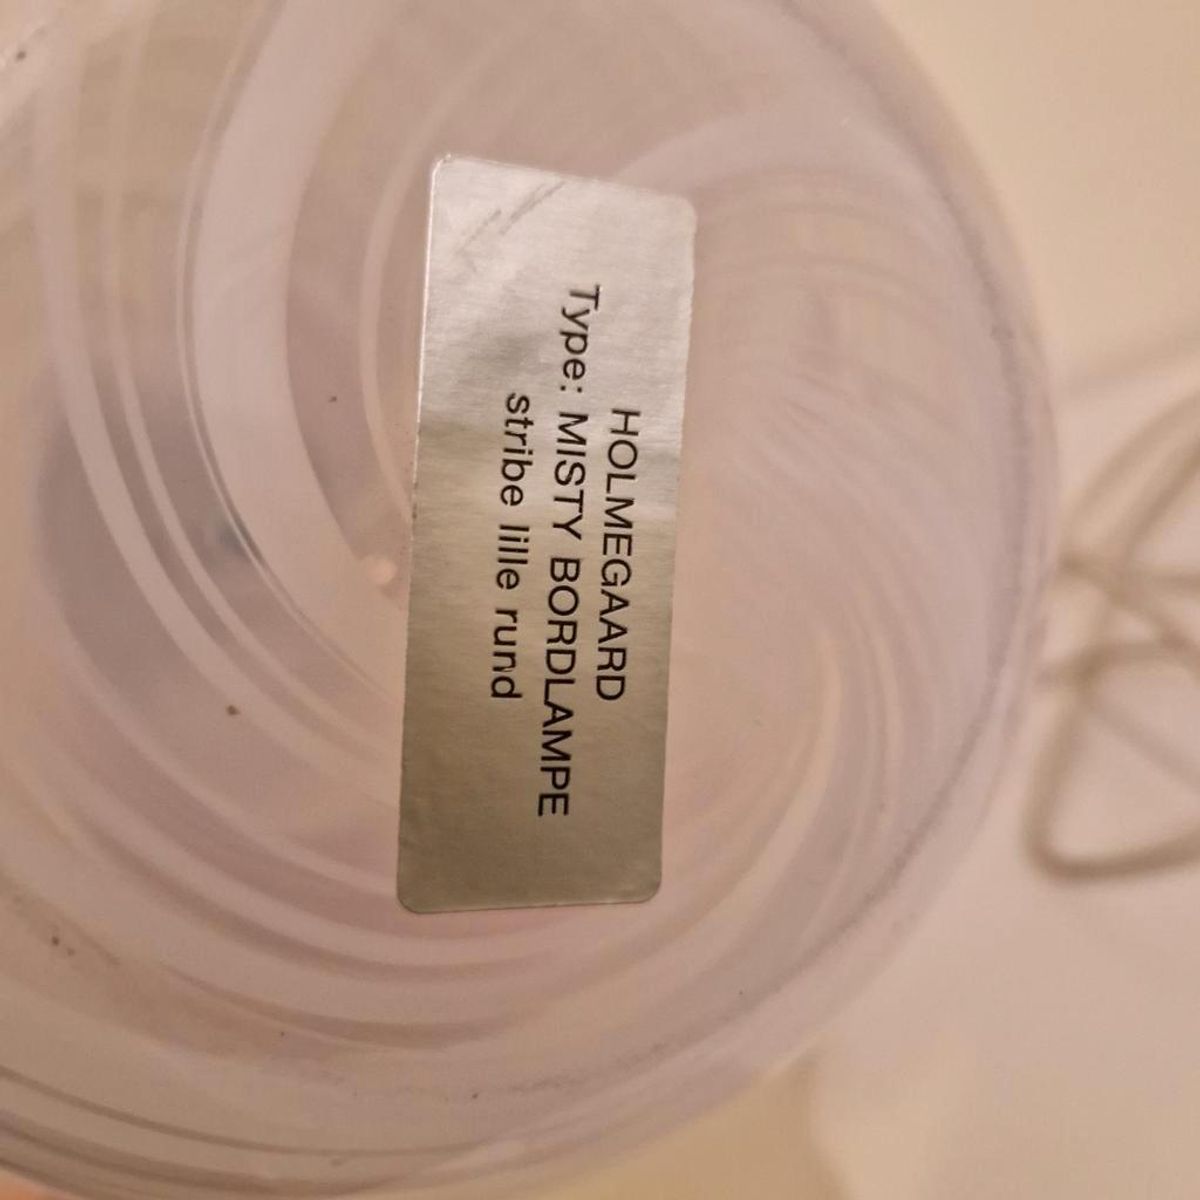 HOLMEGAARD
Type: MISTY BORDLAMPE
stribe lille rund